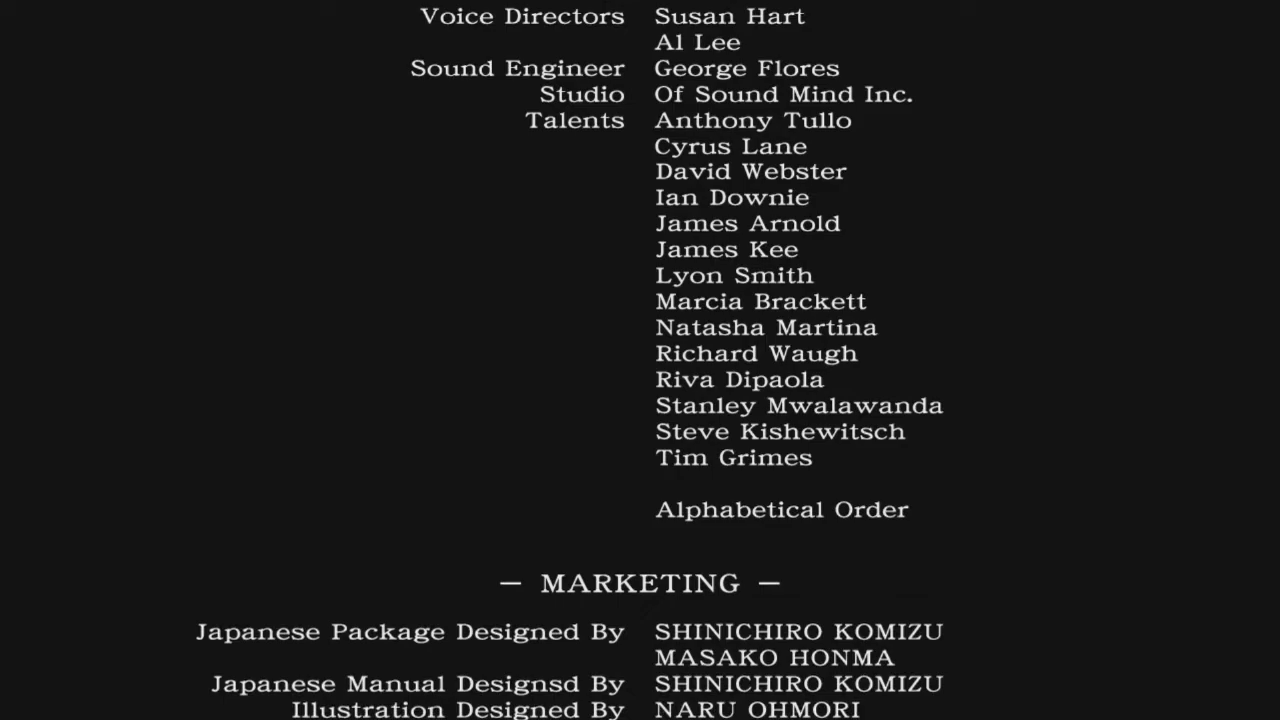 Voice Directors Susan Hart
Al Lee
Sound Engineer George Flores
Studio Of Sound Mind Inc.
Talents Anthony Tullo
Cyrus Lane
David Webster
Ian Downie
James Arnold
James Kee
Lyon Smith
Marcia Brackett
Natasha Martina
Richard Waugh
Riva Dipaola
Stanley Mwalawanda
Steve Kishewitsch
Tim Grimes
Alphabetical Order
— MARKETING —
Japanese Package Designed By SHINICHIRO KOMIZU
MASAKO HONMA
Japanese Manual Designsd By SHINICHIRO KOMIZU
Illustration Designed By NARU OHMORI